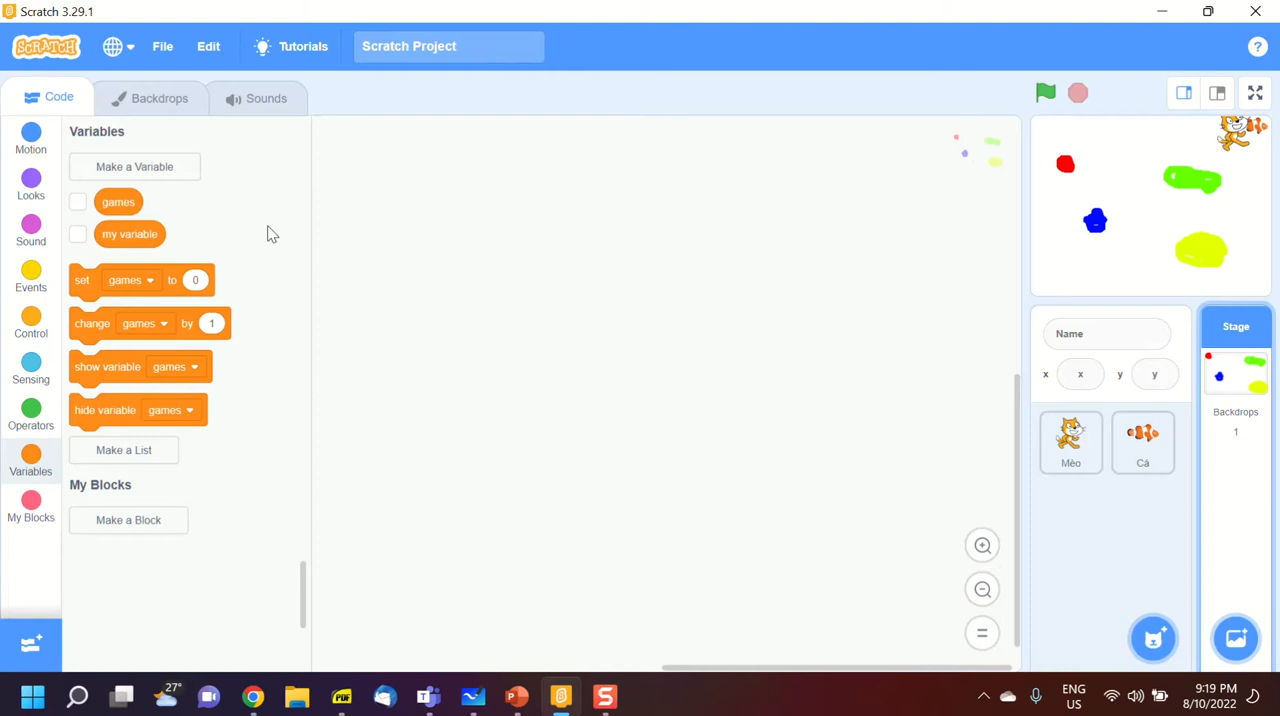 Scratch 3.29.1
SCRATCH File Edit Tutorials Scratch Project ?
Code Backdrops Sounds
Motion
Looks
Sound
Events
Control
Sensing
Operators
Variables
My Blocks
Variables
Make a Variable
games
my variable
set games to 0
change games by 1
show variable games
hide variable games
Make a List
My Blocks
Make a Block
Name
x x y y
Mèo
Cá
Stage
Backdrops
1
27°
PDF
ENG
US
9:19 PM
8/10/2022